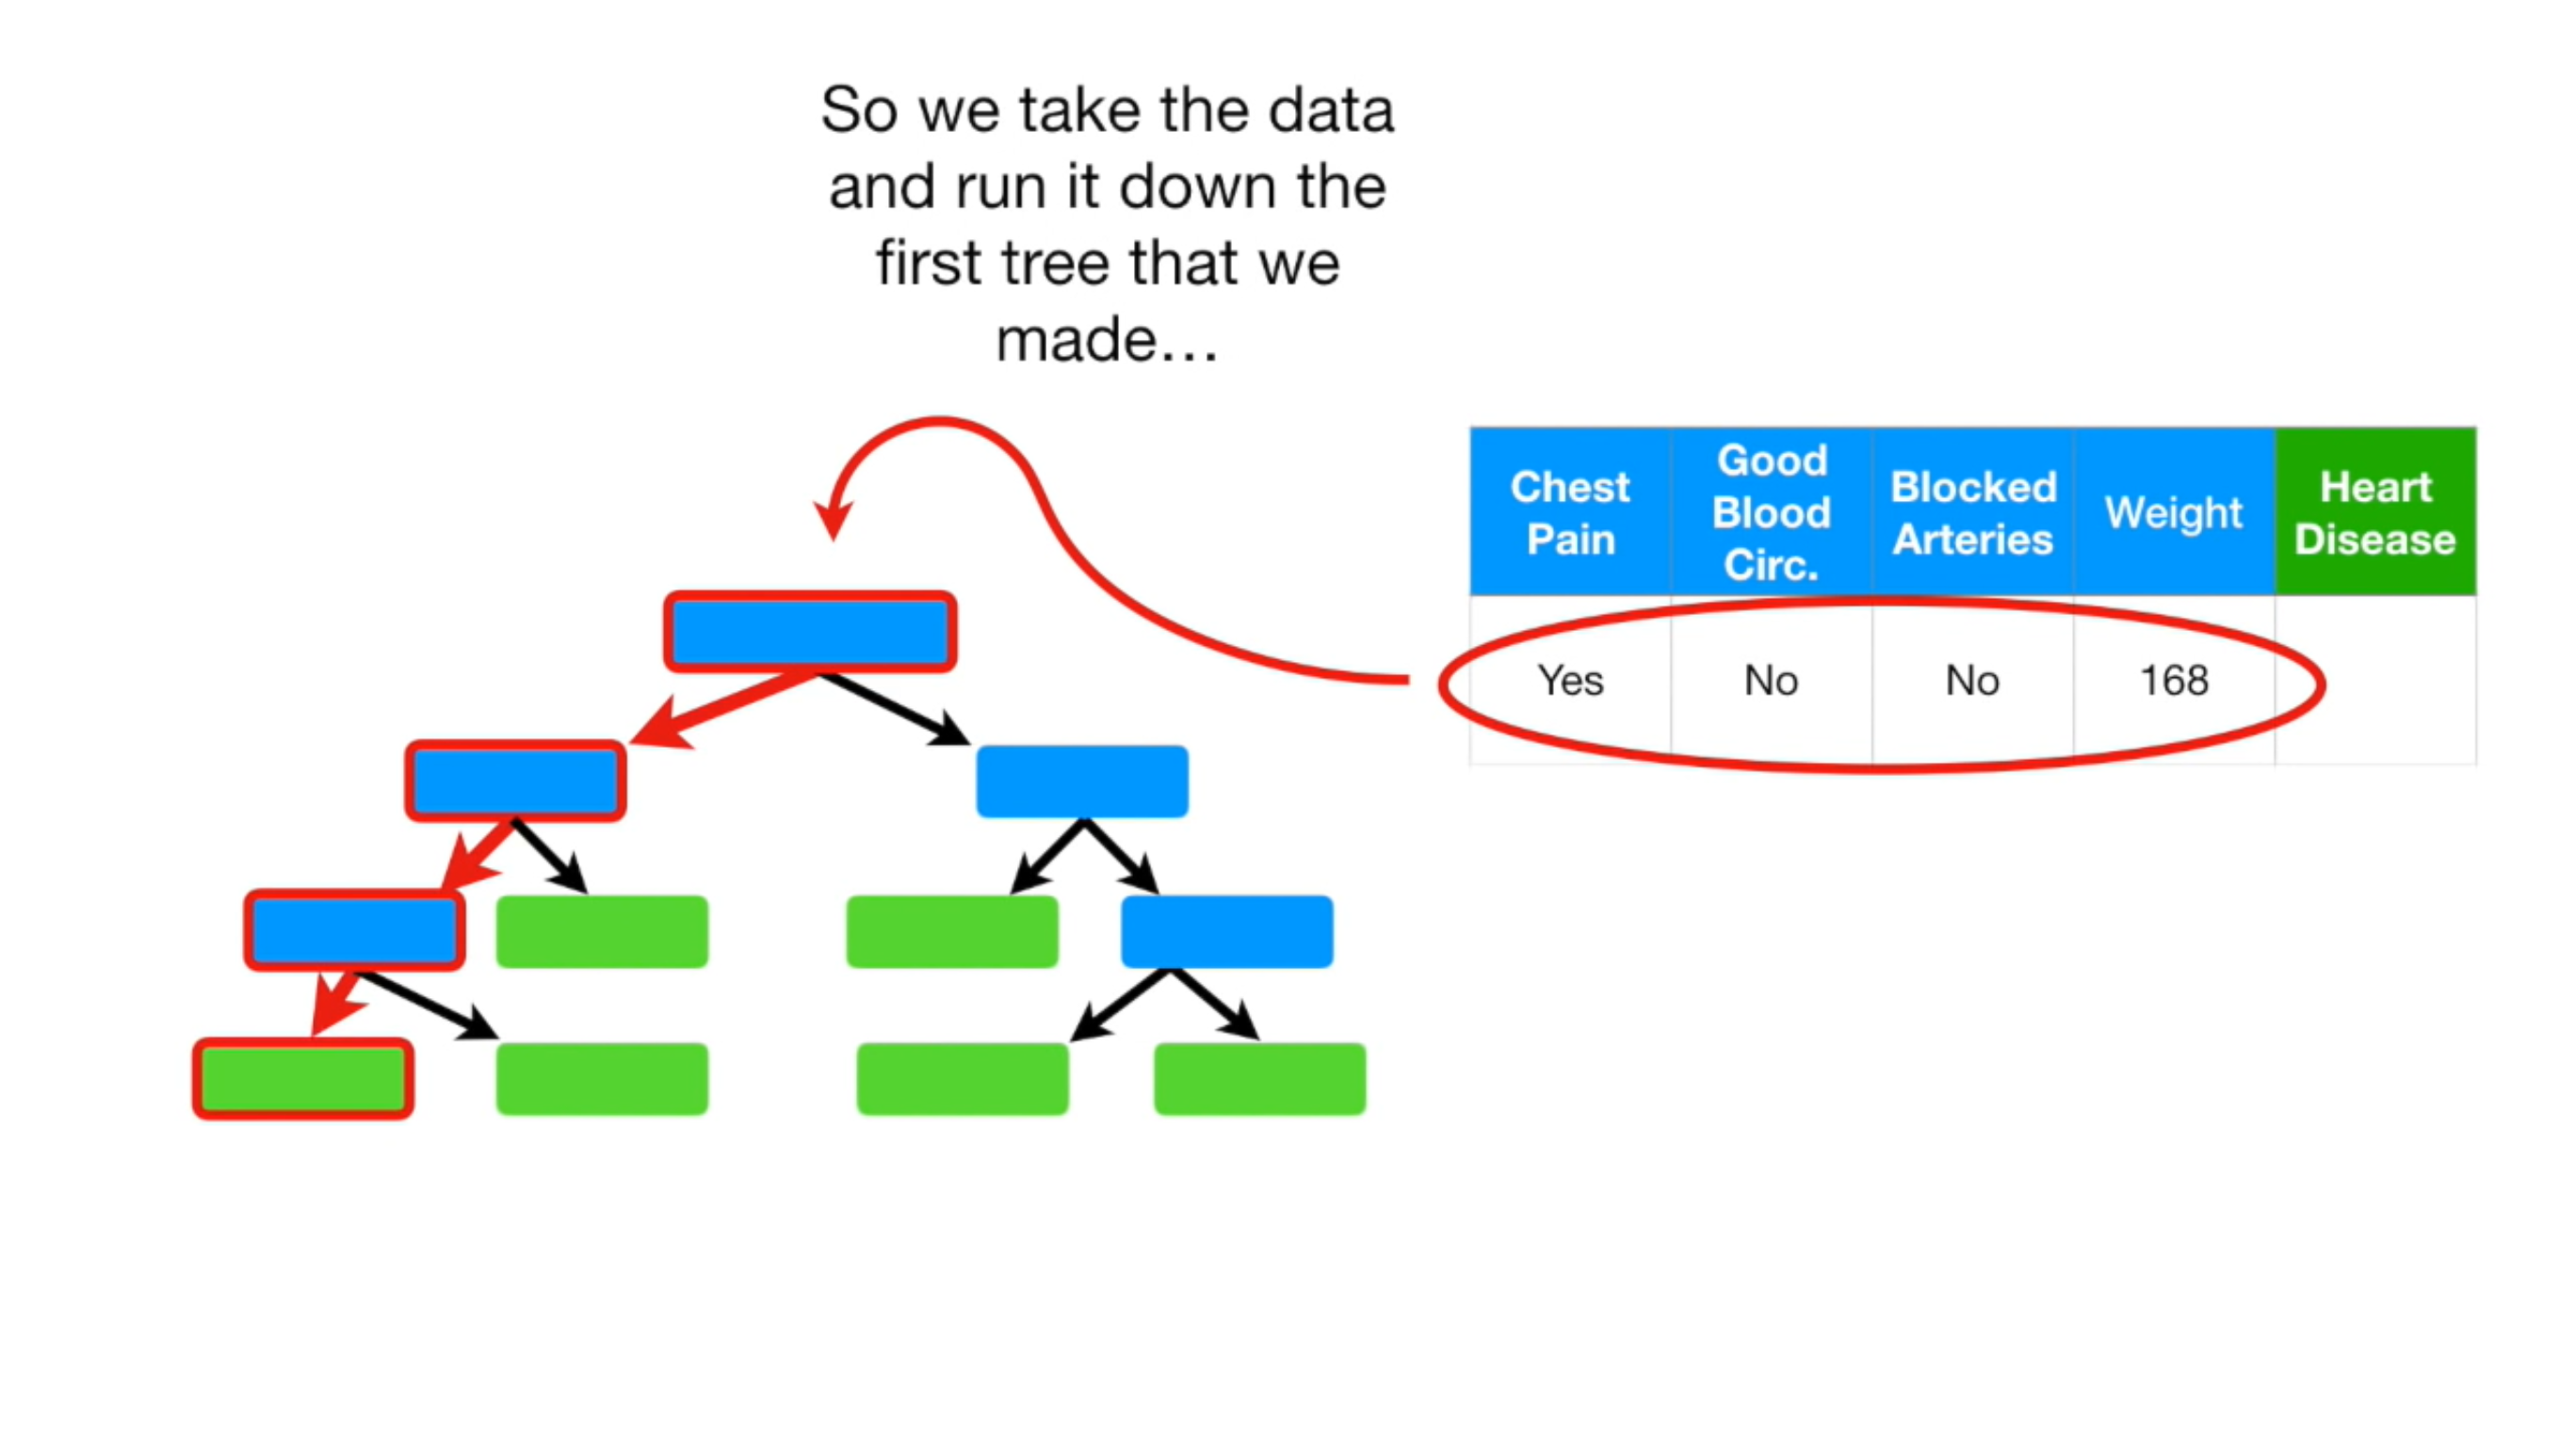 So we take the data
and run it down the
first tree that we
made...
Chest
Pain
Good
Blood
Circ.
Blocked
Arteries
Weight
Heart
Disease
Yes
No
No
168